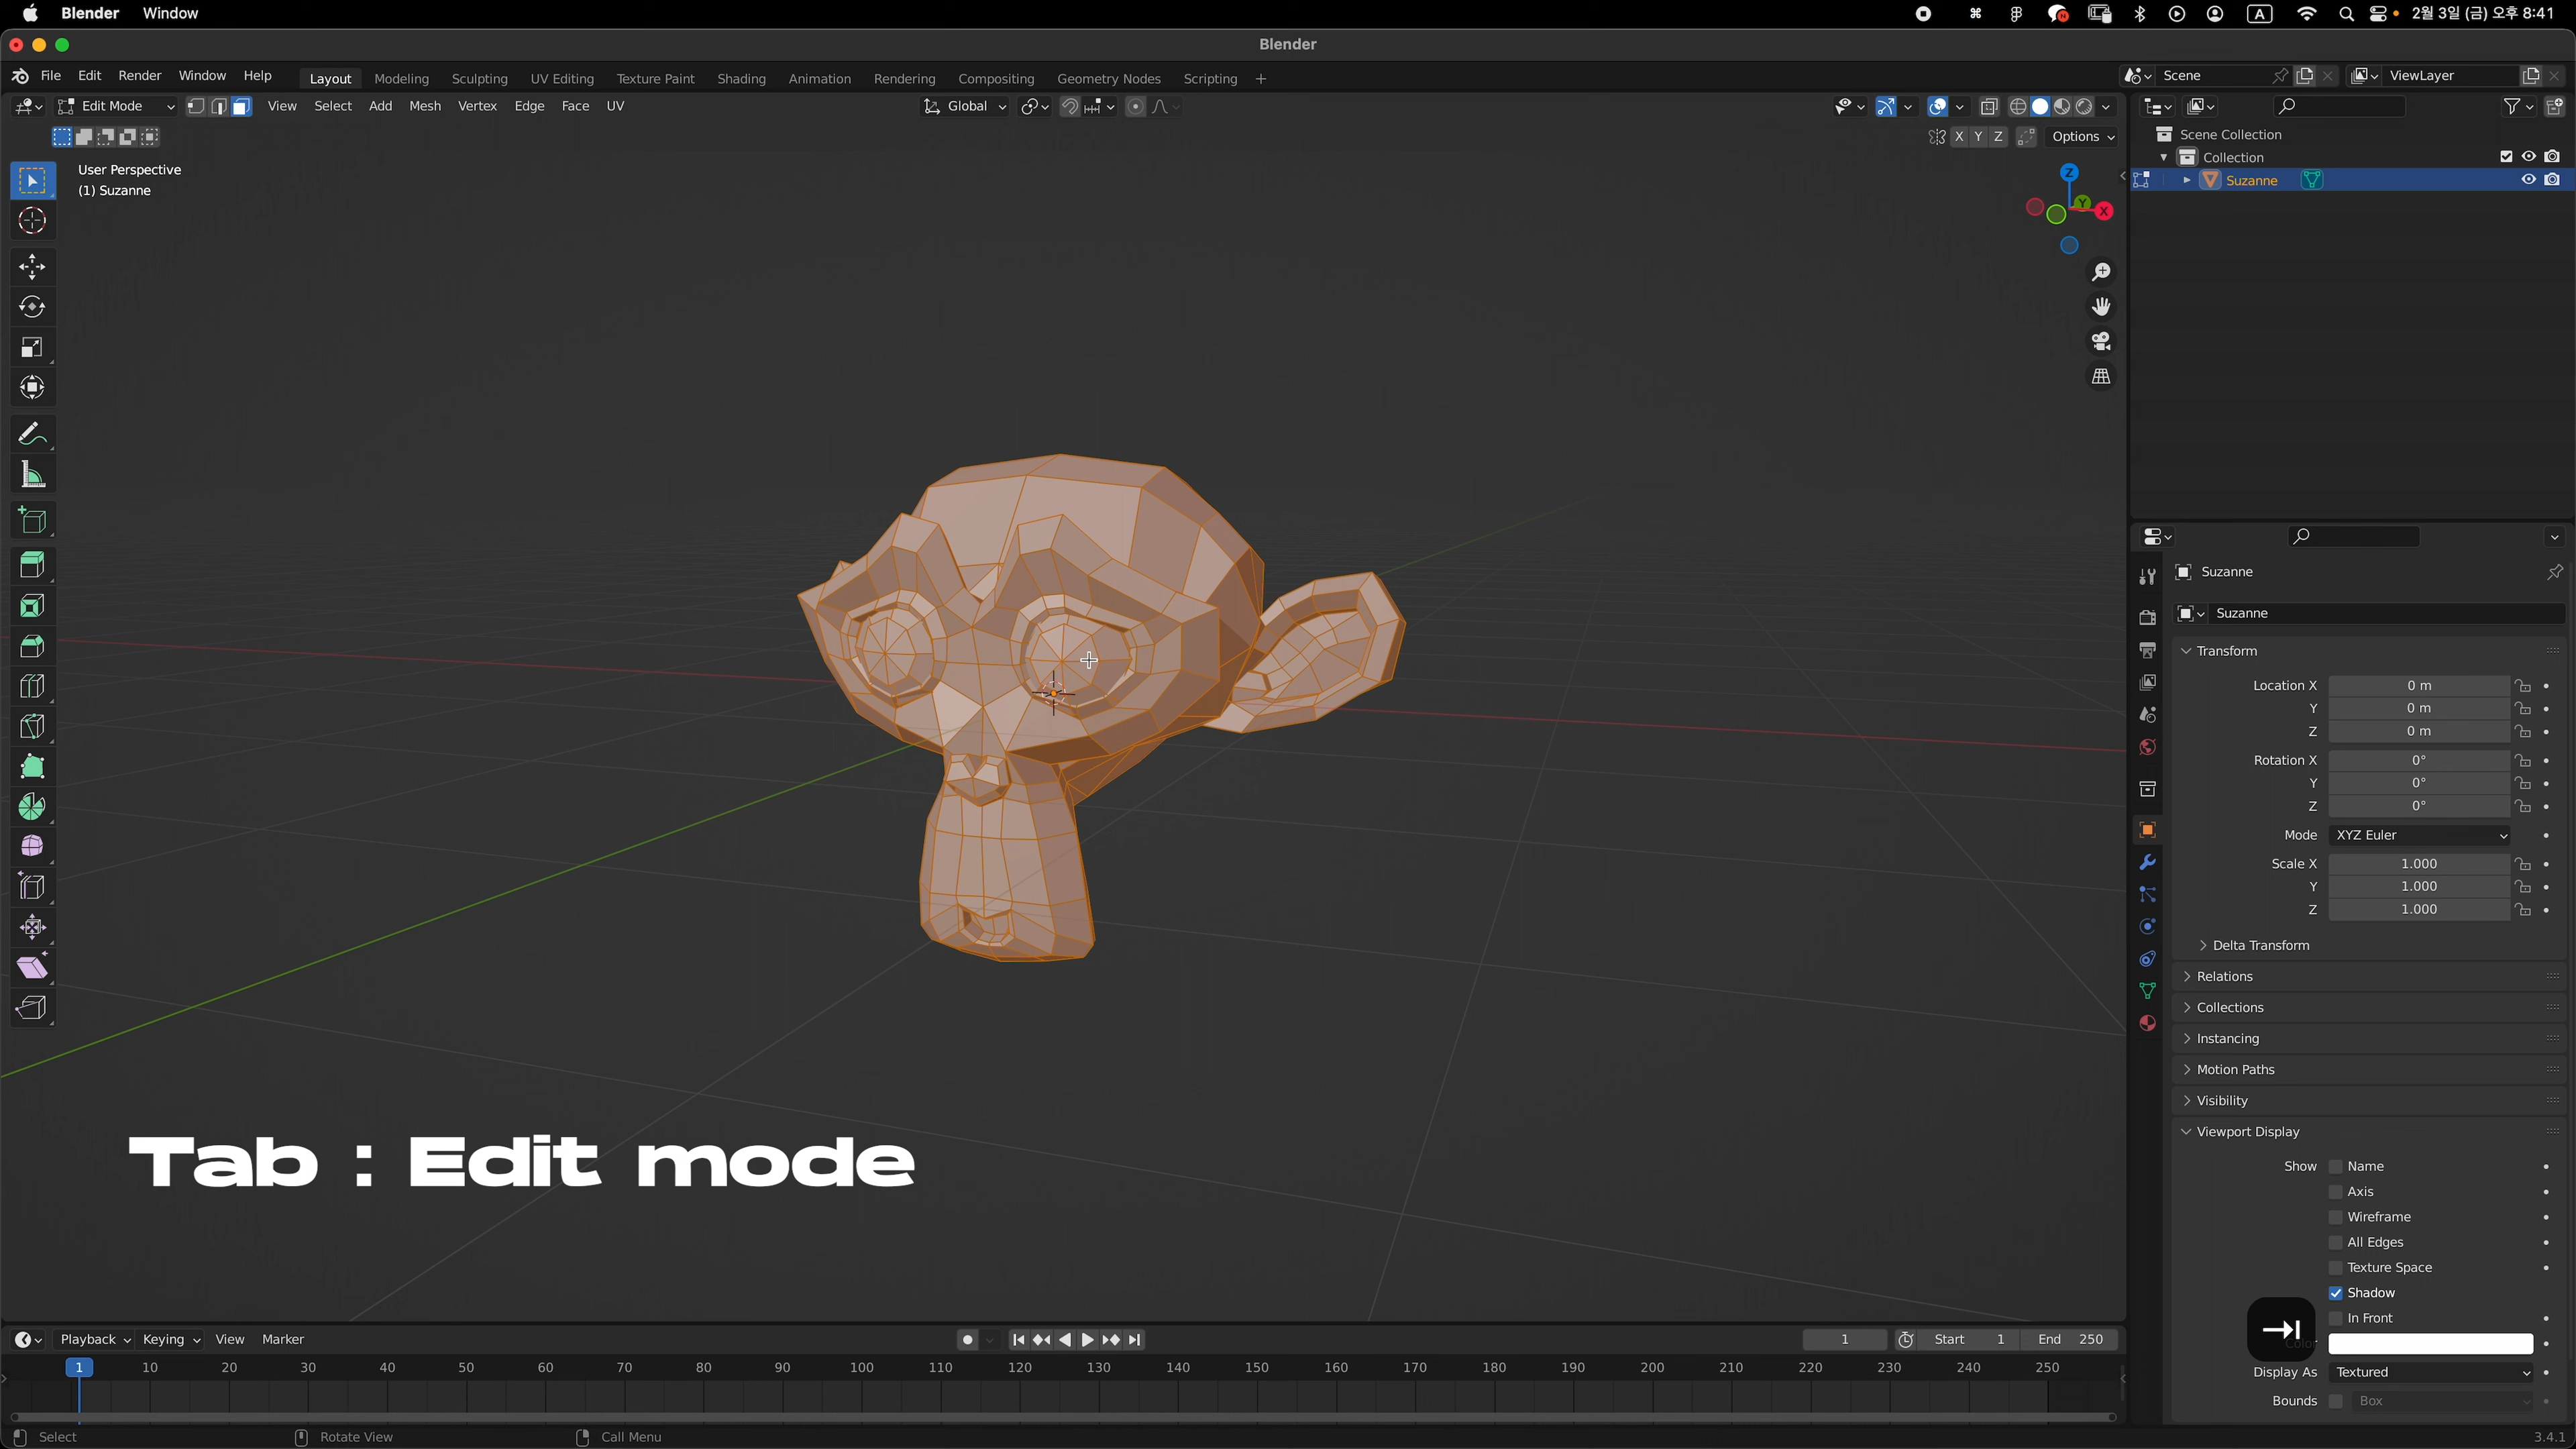 Blender Window
A 2월 3일 (금) 오후 8:41
Blender
File Edit Render Window Help Layout Modeling Sculpting UV Editing Texture Paint Shading Animation Rendering Compositing Geometry Nodes Scripting + Scene ViewLayer
Edit Mode View Select Add Mesh Vertex Edge Face UV Global
X Y Z Options
User Perspective
(1) Suzanne
Z
Y
X
Scene Collection
Collection
Suzanne
Suzanne
Suzanne
Transform
Location X 0 m
Y 0 m
Z 0 m
Rotation X 0°
Y 0°
Z 0°
Mode XYZ Euler
Scale X 1.000
Y 1.000
Z 1.000
Delta Transform
Relations
Collections
Instancing
Motion Paths
Visibility
Viewport Display
Show Name
Axis
Wireframe
All Edges
Texture Space
Shadow
In Front
Display As Textured
Bounds Box
Tab : Edit mode
Playback Keying View Marker 1 Start 1 End 250
1 10 20 30 40 50 60 70 80 90 100 110 120 130 140 150 160 170 180 190 200 210 220 230 240 250
Select Rotate View Call Menu 3.4.1